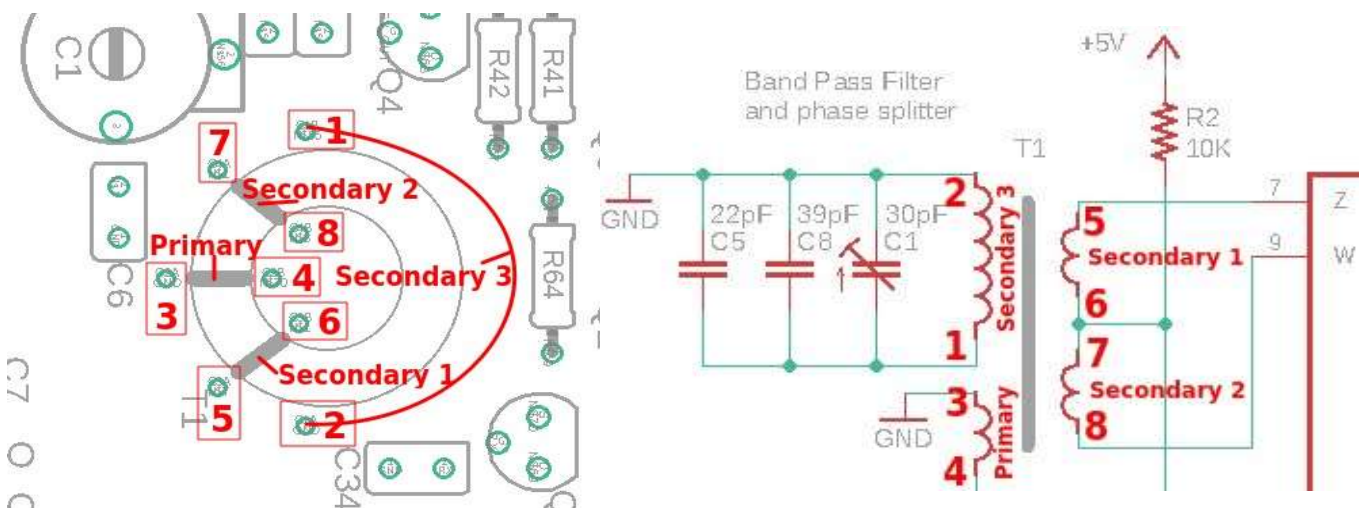 C1
Q4
R42
R41
1
7
Secondary 2
8
C6
Primary
4
Secondary 3
R64
3
6
Secondary 1
C7
T1
5
2
C34
+5V
Band Pass Filter
and phase splitter
R2
10K
T1
GND
2
Secondary 3
22pF
C5
39pF
C8
30pF
C1
1
5
Secondary 1
6
7
Z
9
W
1
7
Secondary 2
8
3
GND
Primary
4